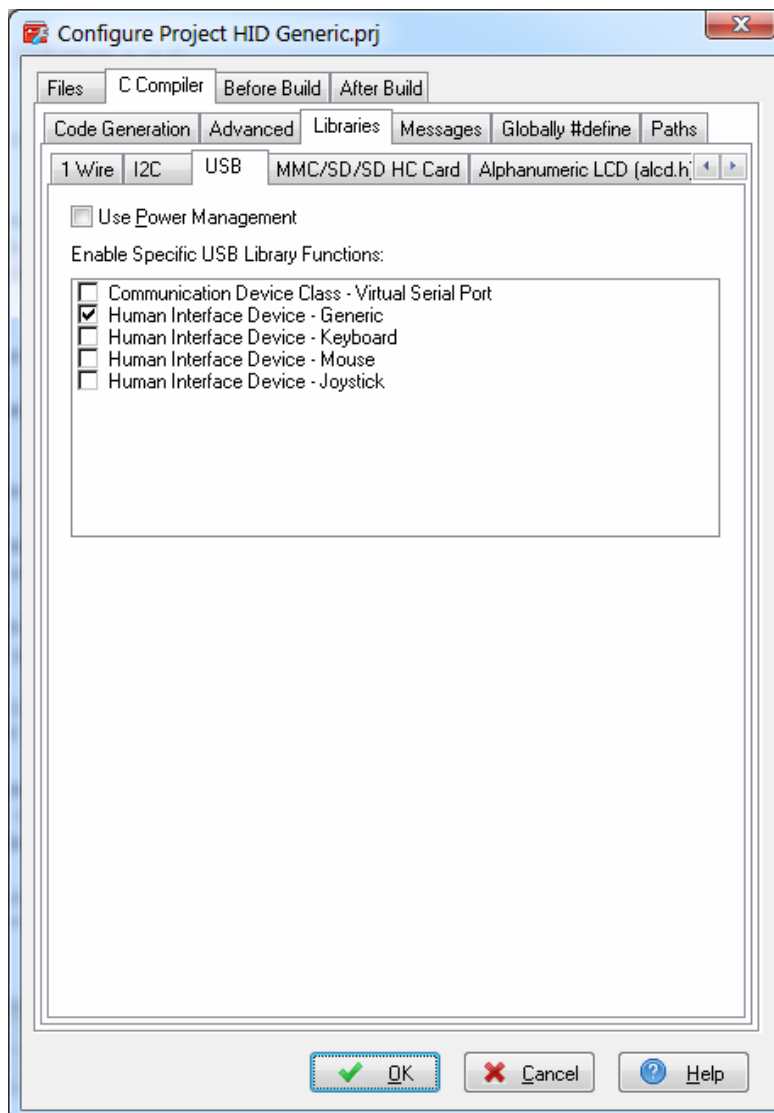 Configure Project HID Generic.prj
Files C Compiler Before Build After Build
Code Generation Advanced Libraries Messages Globally #define Paths
1 Wire I2C USB MMC/SD/SD HC Card Alphanumeric LCD (alcd.h)
Use Power Management
Enable Specific USB Library Functions:
Communication Device Class - Virtual Serial Port
Human Interface Device - Generic
Human Interface Device - Keyboard
Human Interface Device - Mouse
Human Interface Device - Joystick
OK Cancel Help